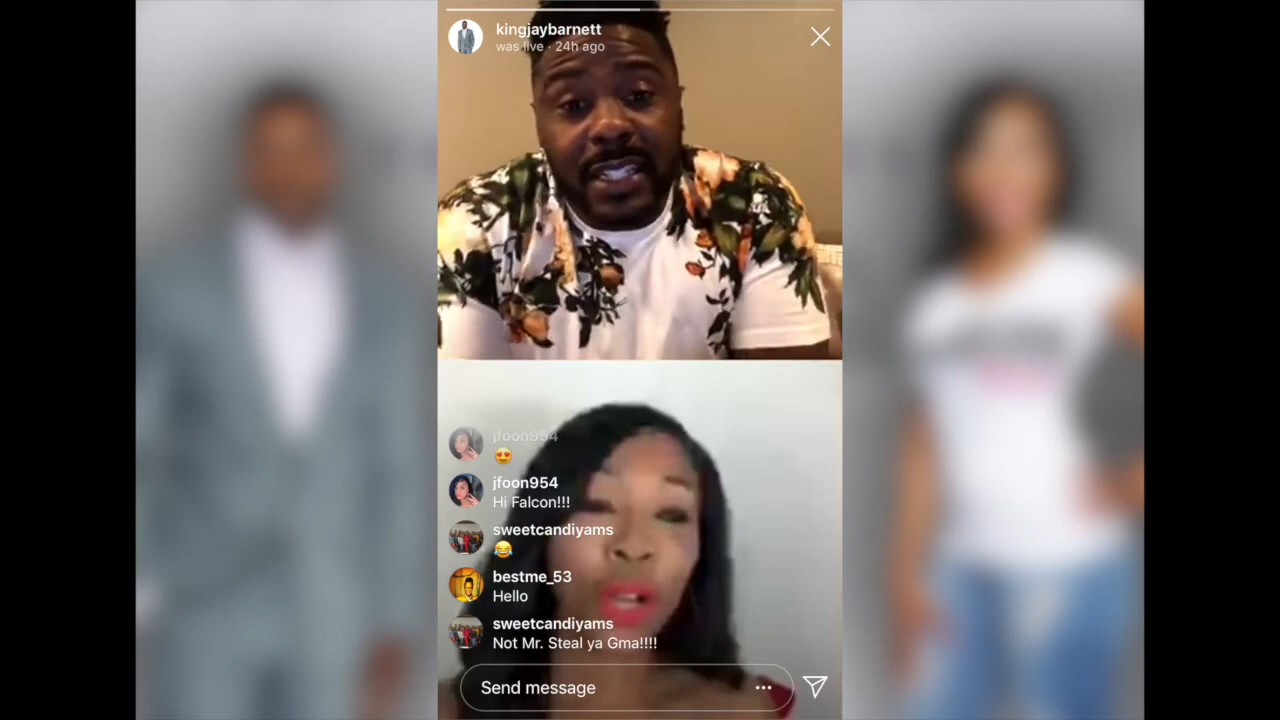 kingjaybarnett
was live · 24h ago
jfoon954
😍
jfoon954
Hi Falcon!!!
sweetcandiyams
😂
bestme_53
Hello
sweetcandiyams
Not Mr. Steal ya Gma!!!!
Send message